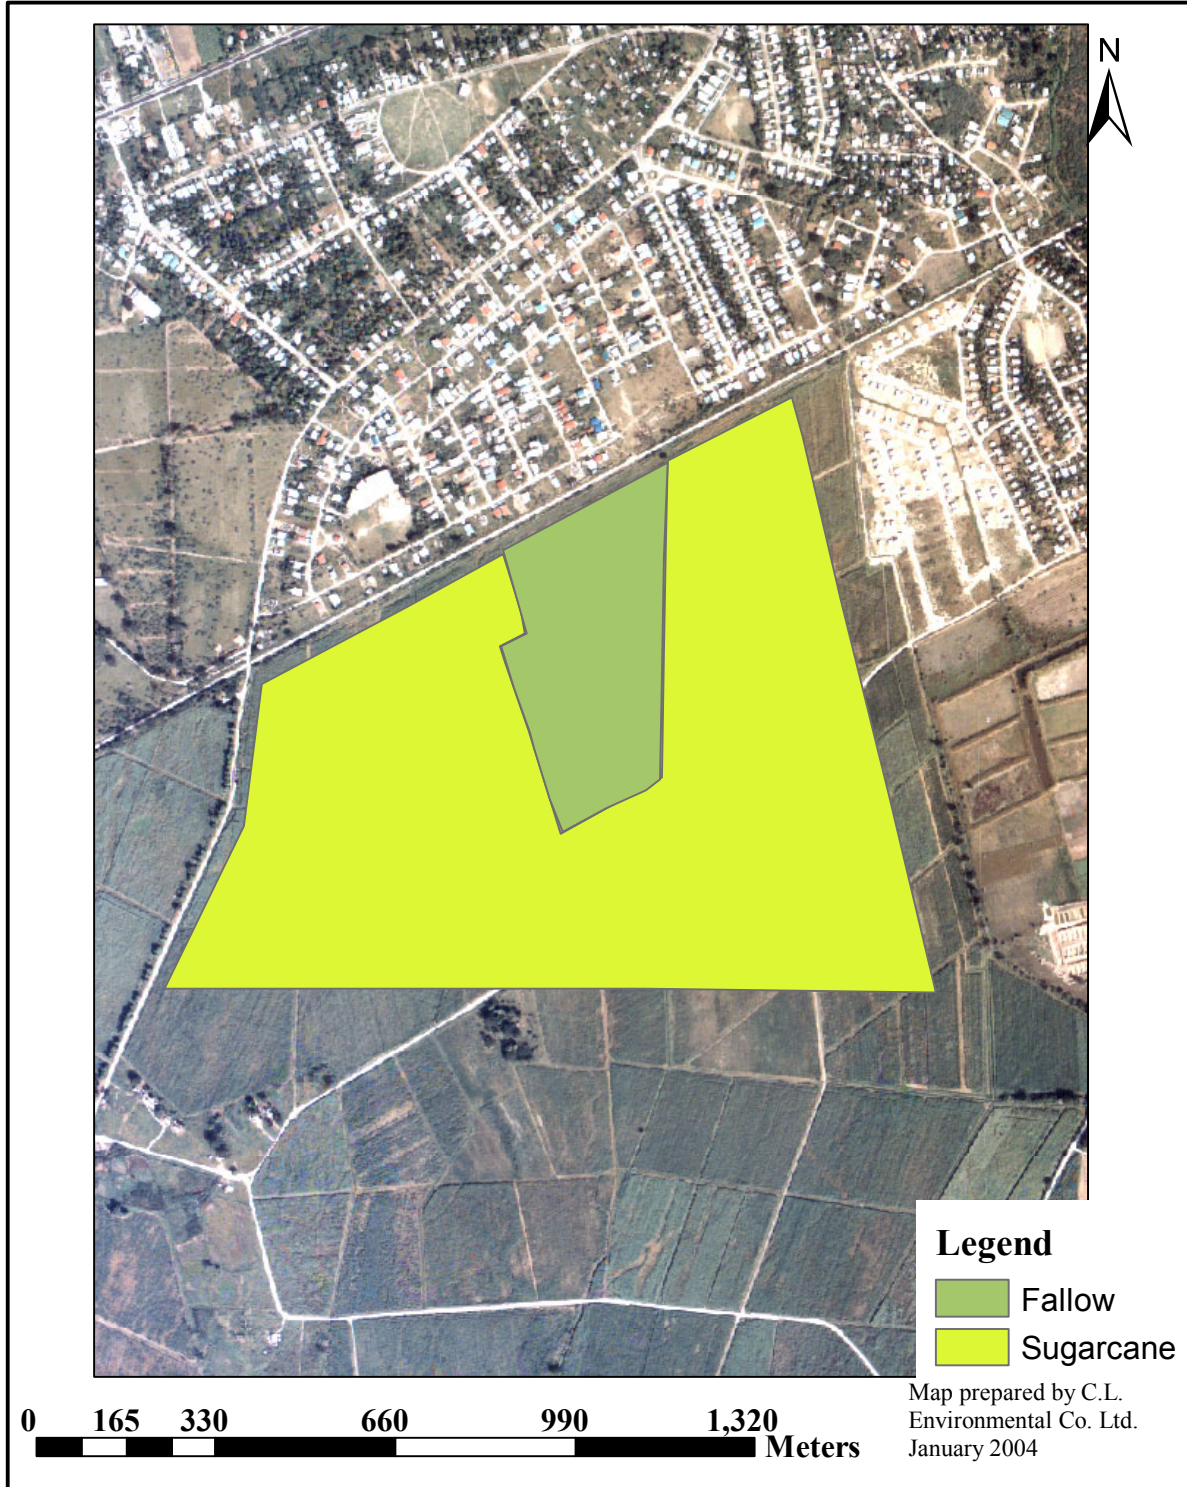 N
Legend
Fallow
Sugarcane
Map prepared by C.L.
Environmental Co. Ltd.
January 2004
0 165 330 660 990 1,320
Meters